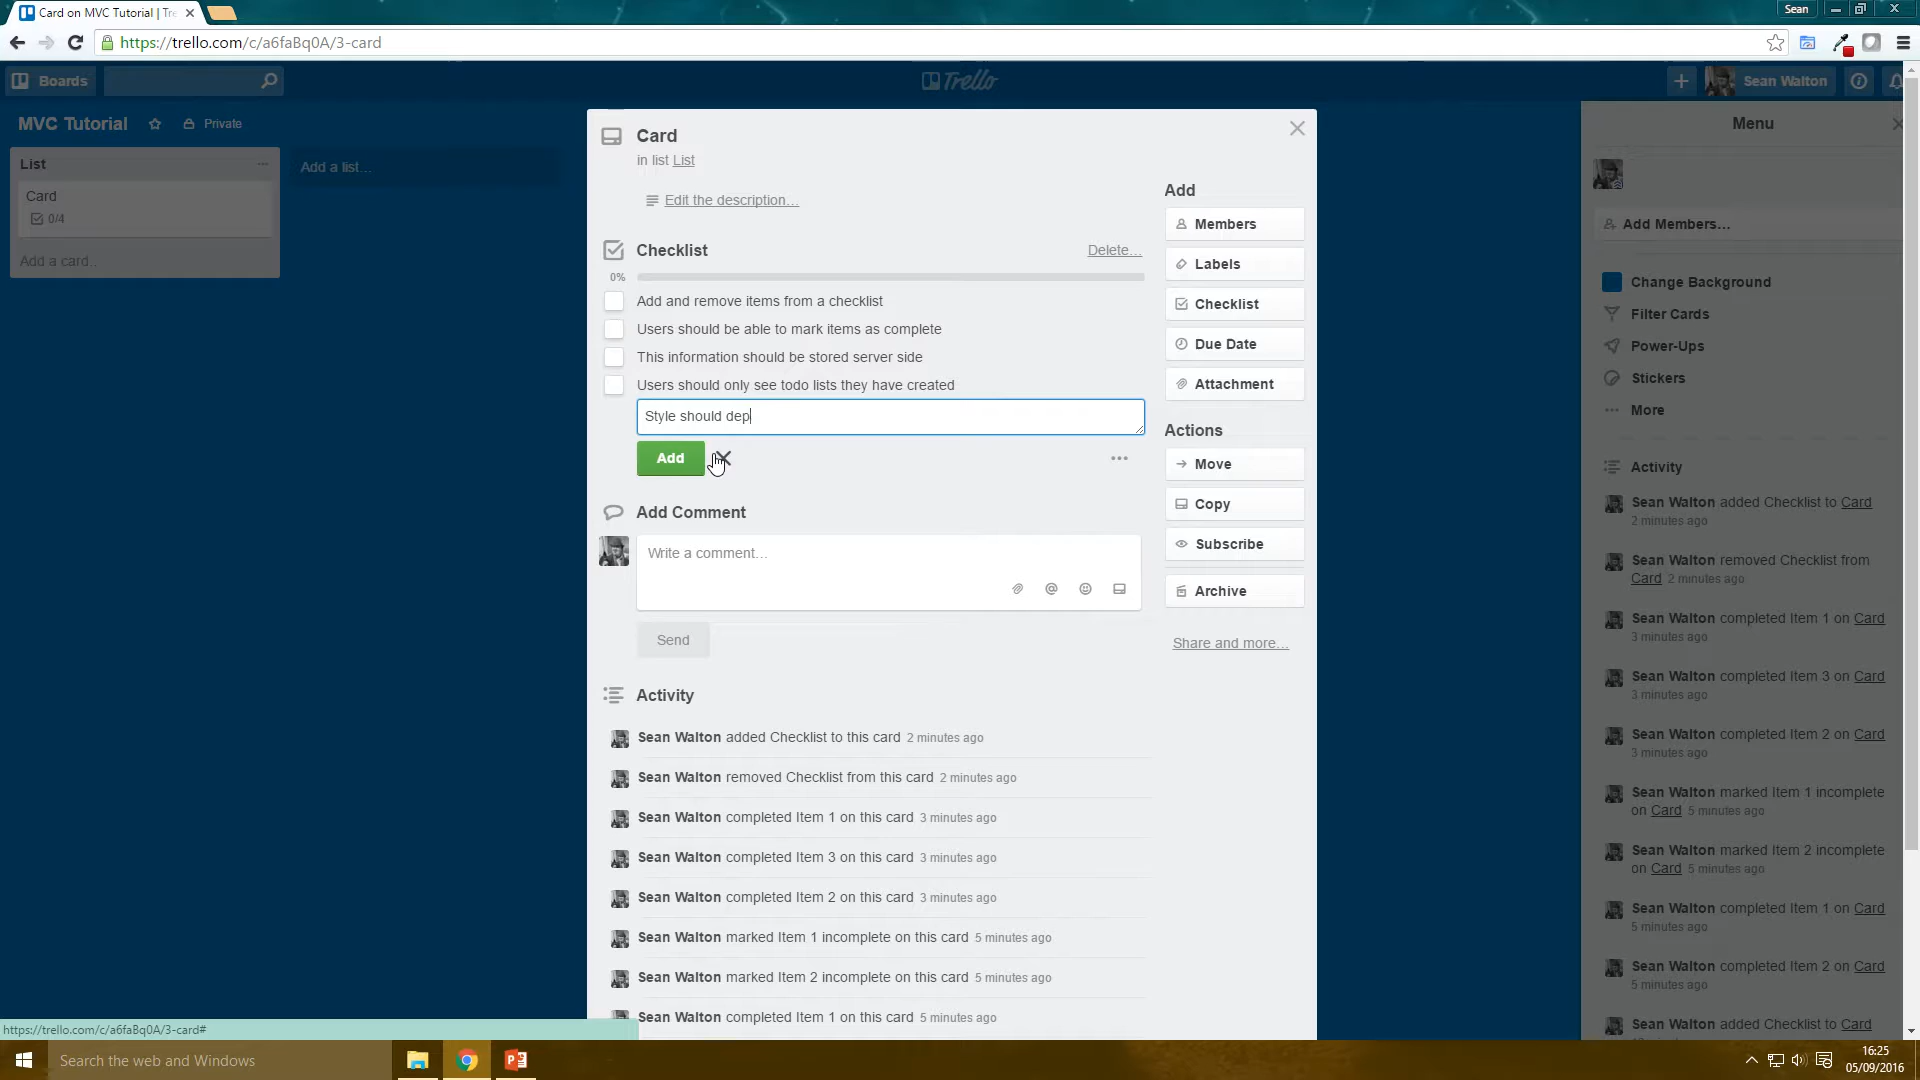 Card on MVC Tutorial | Tre
Sean
https://trello.com/c/a6faBq0A/3-card
Boards
Trello
Sean Walton
MVC Tutorial
Private
List
Card
0/4
Add a card…
Add a list…
Card
in list List
Edit the description…
Checklist
Delete…
0%
Add and remove items from a checklist
Users should be able to mark items as complete
This information should be stored server side
Users should only see todo lists they have created
Style should dep
Add
Add Comment
Write a comment…
Send
Activity
Sean Walton added Checklist to this card 2 minutes ago
Sean Walton removed Checklist from this card 2 minutes ago
Sean Walton completed Item 1 on this card 3 minutes ago
Sean Walton completed Item 3 on this card 3 minutes ago
Sean Walton completed Item 2 on this card 3 minutes ago
Sean Walton marked Item 1 incomplete on this card 5 minutes ago
Sean Walton marked Item 2 incomplete on this card 5 minutes ago
Sean Walton completed Item 1 on this card 5 minutes ago
Add
Members
Labels
Checklist
Due Date
Attachment
Actions
Move
Copy
Subscribe
Archive
Share and more…
Menu
Add Members…
Change Background
Filter Cards
Power-Ups
Stickers
More
Activity
Sean Walton added Checklist to Card
2 minutes ago
Sean Walton removed Checklist from
Card 2 minutes ago
Sean Walton completed Item 1 on Card
3 minutes ago
Sean Walton completed Item 3 on Card
3 minutes ago
Sean Walton completed Item 2 on Card
3 minutes ago
Sean Walton marked Item 1 incomplete
on Card 5 minutes ago
Sean Walton marked Item 2 incomplete
on Card 5 minutes ago
Sean Walton completed Item 1 on Card
5 minutes ago
Sean Walton completed Item 2 on Card
5 minutes ago
Sean Walton added Checklist to Card
https://trello.com/c/a6faBq0A/3-card#
Search the web and Windows
16:25
05/09/2016